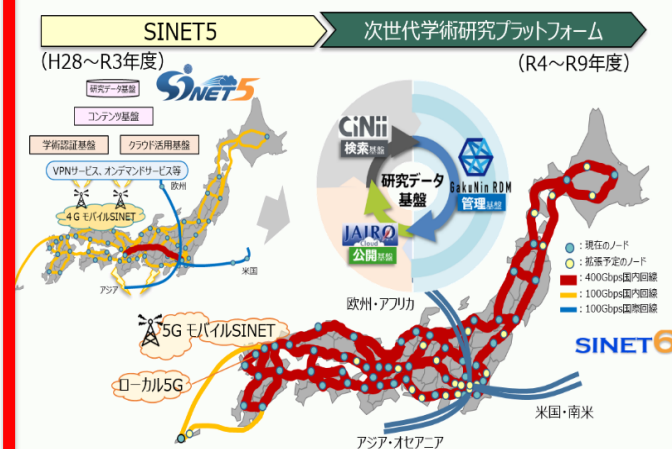 SINET5
次世代学術研究プラットフォーム
(H28～R3年度)
(R4～R9年度)
研究データ基盤
SINET5
コンテンツ基盤
学術認証基盤
クラウド活用基盤
VPNサービス、オンデマンドサービス等
欧州
4G モバイルSINET
アジア
米国
CiNii
検索基盤
研究データ
基盤
GakuNin RDM
管理基盤
JAIRO
Cloud
公開基盤
：現在のノード
：拡張予定のノード
：400Gbps国内回線
：100Gbps国内回線
：100Gbps国際回線
欧州・アフリカ
5G モバイルSINET
SINET6
ローカル5G
米国・南米
アジア・オセアニア